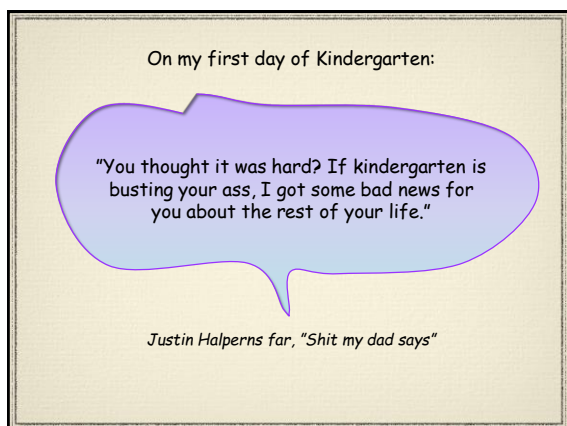 On my first day of Kindergarten:
"You thought it was hard? If kindergarten is
busting your ass, I got some bad news for
you about the rest of your life."
Justin Halperns far, "Shit my dad says"